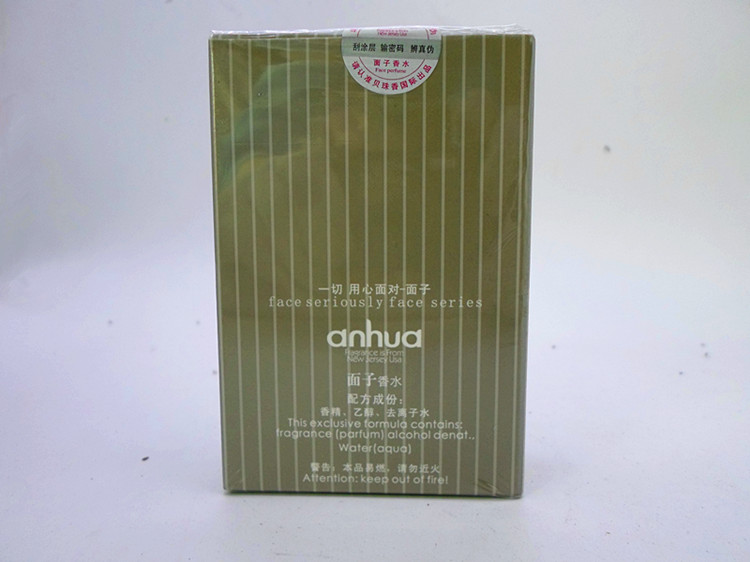 刮涂层 输密码 辨真伪
面子香水
Face perfume
请认准贝珠香国际出品
一切 用心面对-面子
face seriously face series
anhua
Fragrance is From
New Jersey Usa
面子香水
配方成份:
香精、乙醇、去离子水
This exclusive formula contains:
fragrance (parfum) alcohol denat..
Water(aqua)
警告: 本品易燃, 请勿近火
Attention: keep out of fire!